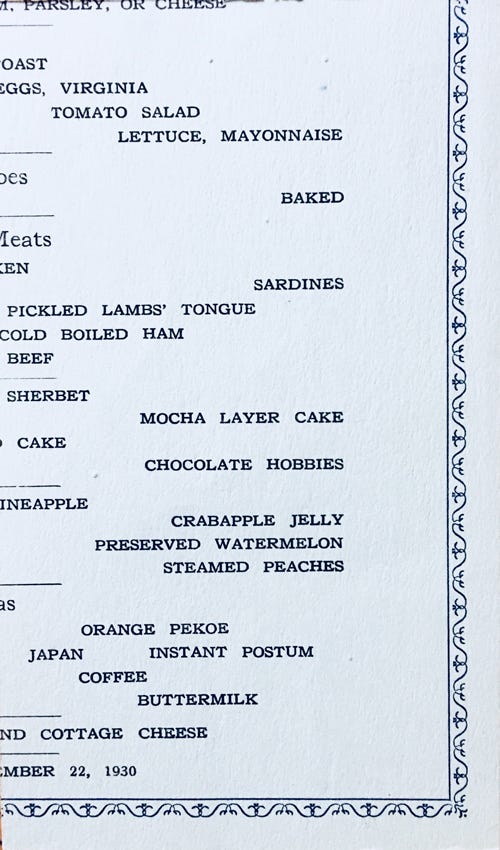 PARSLEY, OR CHEESE
OAST
EGGS, VIRGINIA
TOMATO SALAD
LETTUCE, MAYONNAISE
oes
BAKED
Meats
KEN
SARDINES
PICKLED LAMBS' TONGUE
COLD BOILED HAM
BEEF
SHERBET
MOCHA LAYER CAKE
CAKE
CHOCOLATE HOBBIES
INEAPPLE
CRABAPPLE JELLY
PRESERVED WATERMELON
STEAMED PEACHES
as
ORANGE PEKOE
JAPAN INSTANT POSTUM
COFFEE
BUTTERMILK
ND COTTAGE CHEESE
EMBER 22, 1930